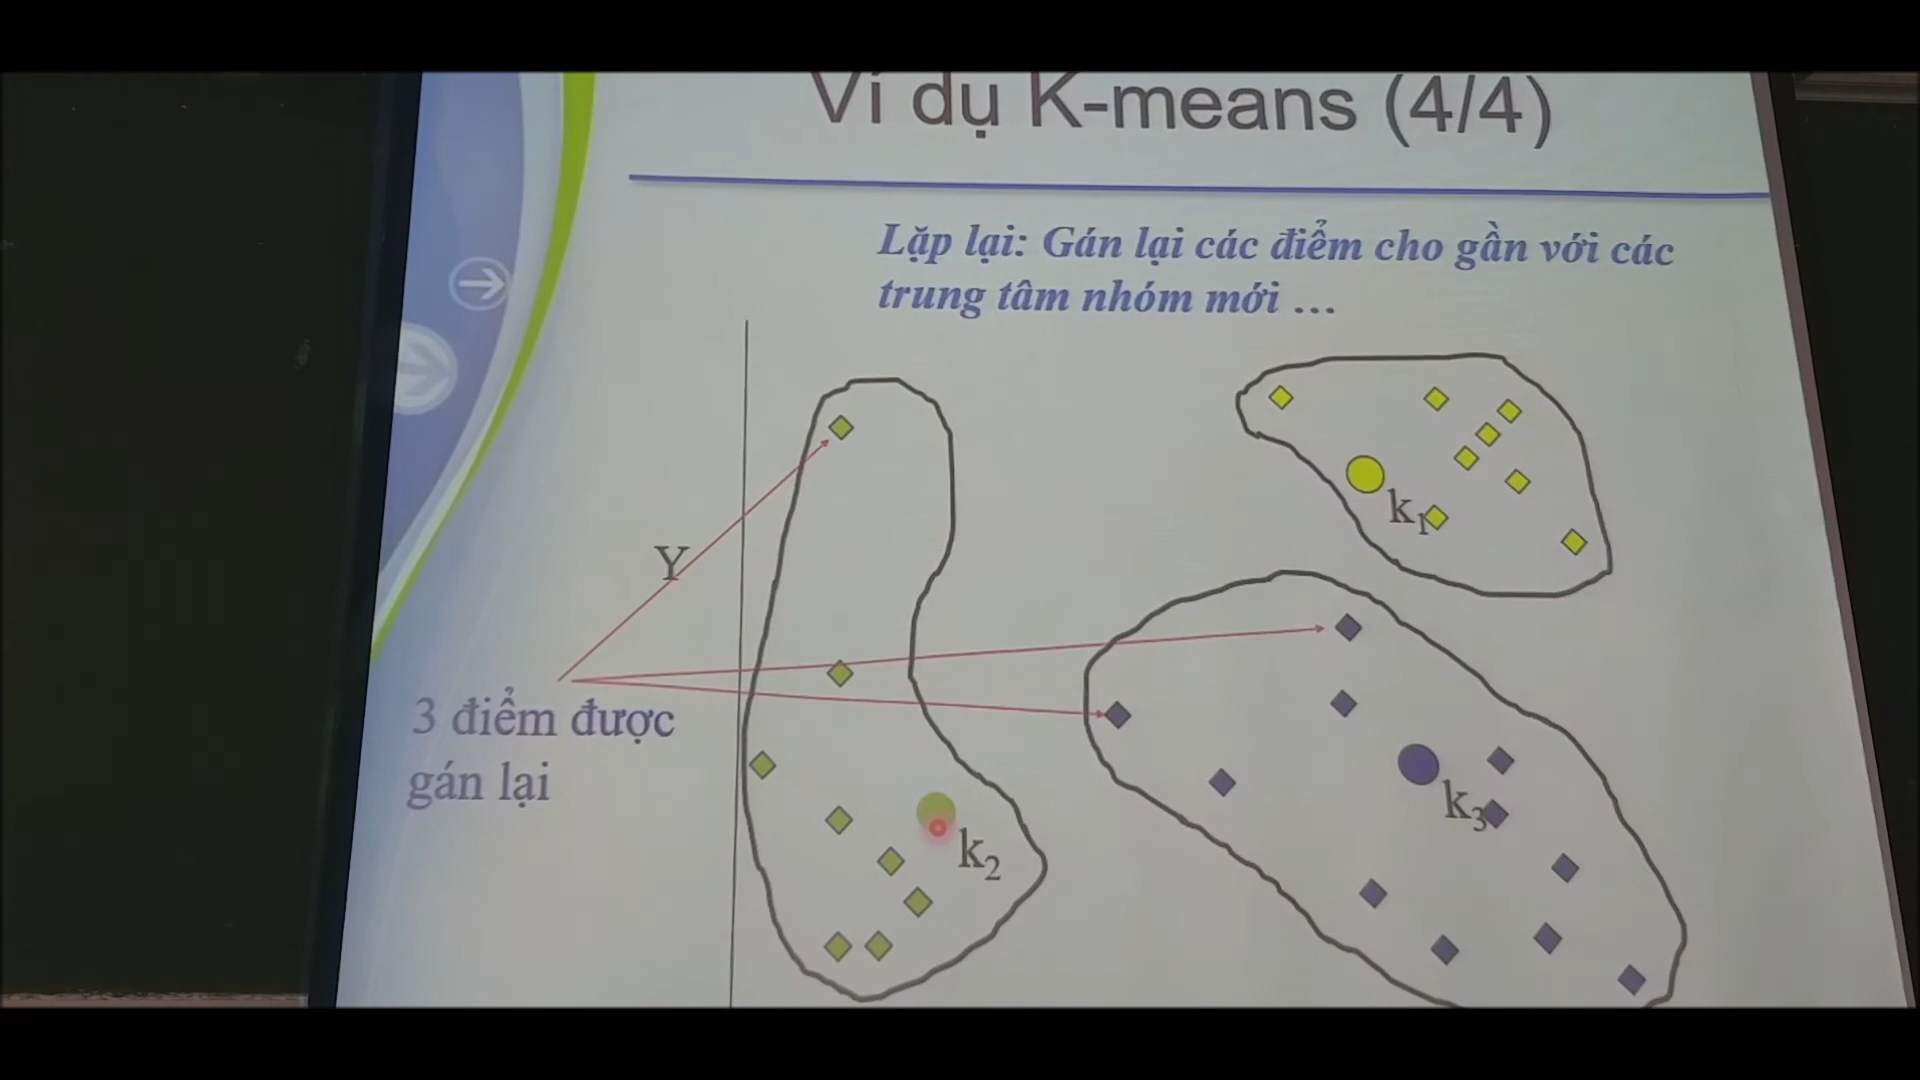 Ví dụ K-means (4/4)
Lặp lại: Gán lại các điểm cho gần với các
trung tâm nhóm mới ...
k1
Y
3 điểm được
gán lại
k3
k2